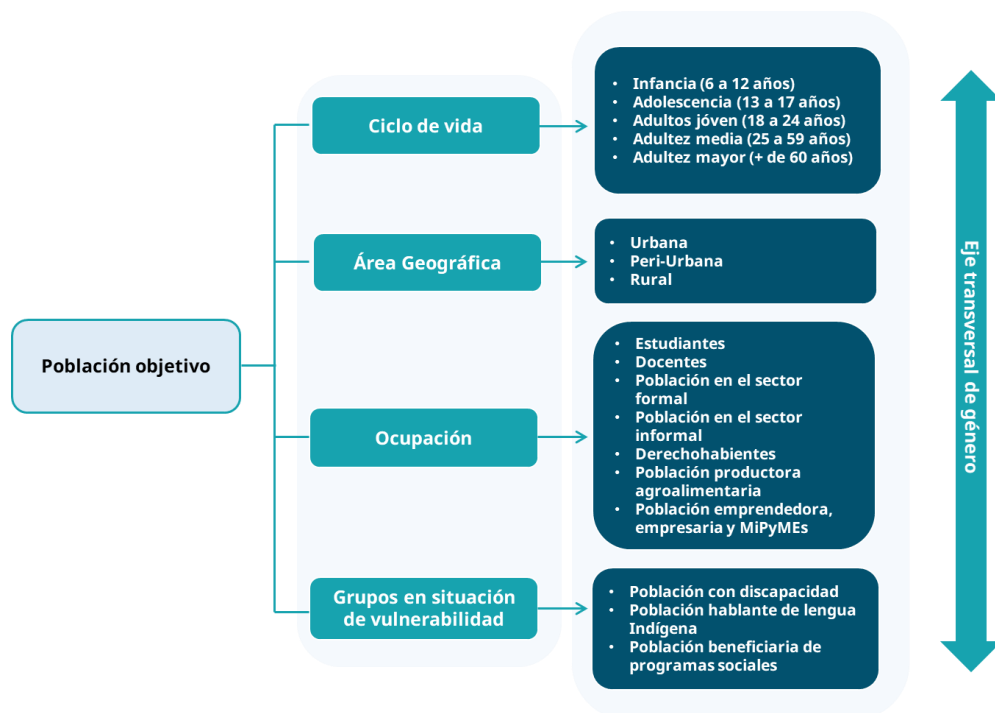 Población objetivo
Ciclo de vida
• Infancia (6 a 12 años)
• Adolescencia (13 a 17 años)
• Adultos jóven (18 a 24 años)
• Adultez media (25 a 59 años)
• Adultez mayor (+ de 60 años)
Área Geográfica
• Urbana
• Peri-Urbana
• Rural
Ocupación
• Estudiantes
• Docentes
• Población en el sector
formal
• Población en el sector
informal
• Derechohabientes
• Población productora
agroalimentaria
• Población emprendedora,
empresaria y MiPyMEs
Grupos en situación
de vulnerabilidad
• Población con discapacidad
• Población hablante de lengua
Indígena
• Población beneficiaria de
programas sociales
Eje transversal de género